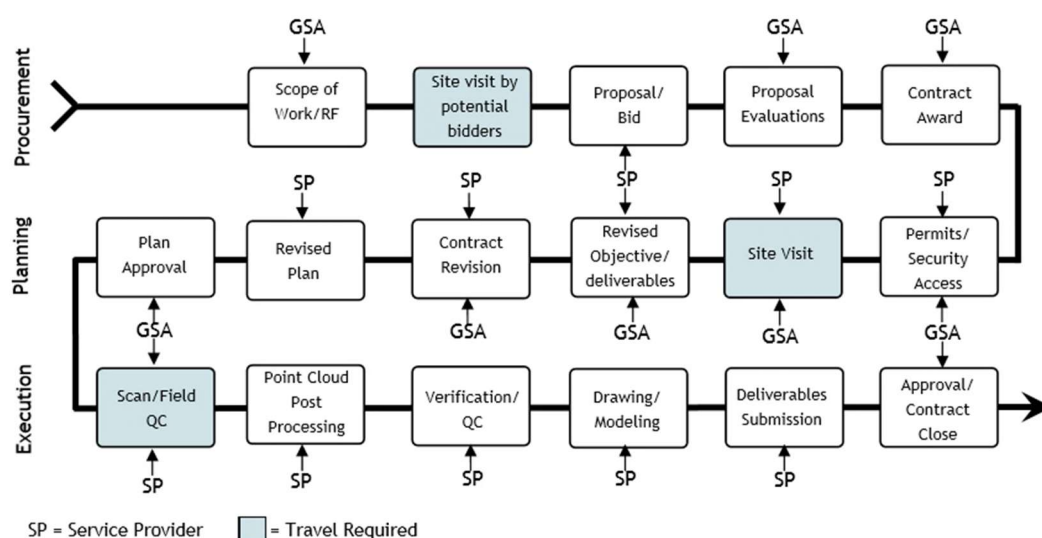 GSA
GSA
GSA
Procurement
Scope of
Work/RF
Site visit by
potential
bidders
Proposal/
Bid
Proposal
Evaluations
Contract
Award
SP
SP
SP
SP
SP
Planning
Plan
Approval
Revised
Plan
Contract
Revision
Revised
Objective/
deliverables
Site Visit
Permits/
Security
Access
GSA
GSA
GSA
GSA
GSA
Execution
Scan/Field
QC
Point Cloud
Post
Processing
Verification/
QC
Drawing/
Modeling
Deliverables
Submission
Approval/
Contract
Close
SP
SP
SP
SP
SP
SP = Service Provider
= Travel Required